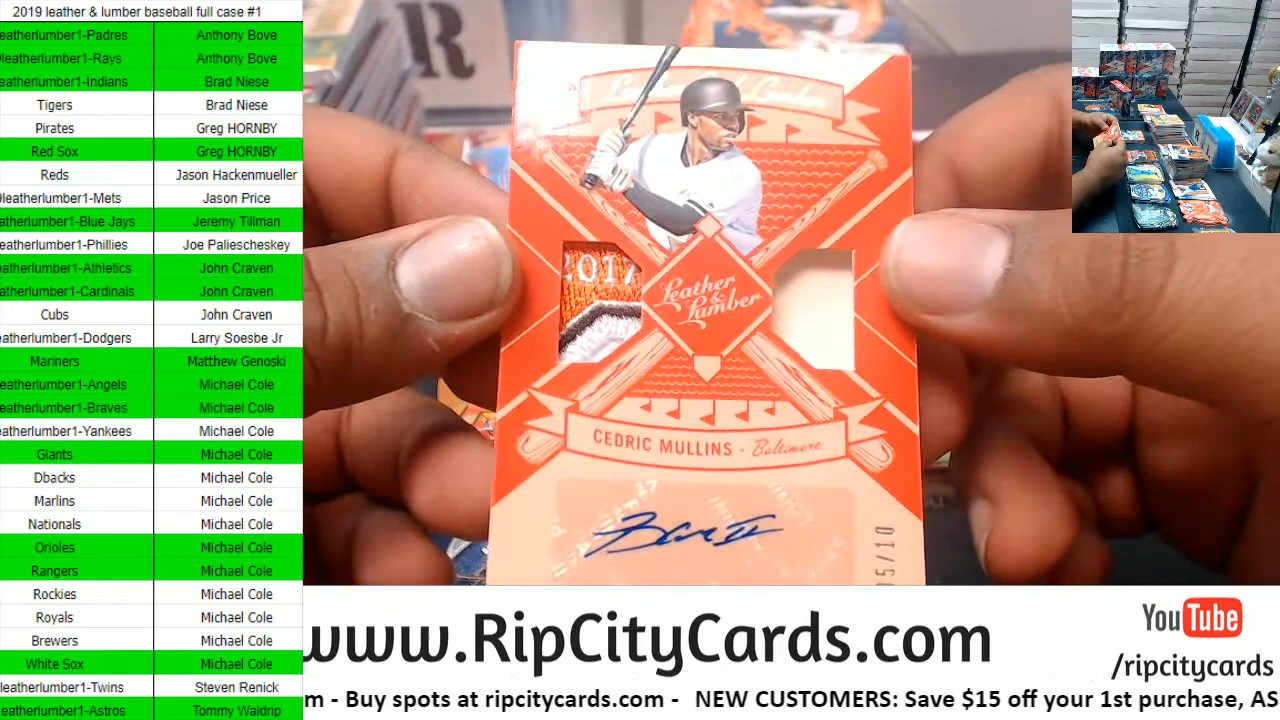 2019 leather & lumber baseball full case #1
eatherlumber1-Padres Anthony Bove
leatherlumber1-Rays Anthony Bove
eatherlumber1-Indians Brad Niese
Tigers Brad Niese
Pirates Greg HORNBY
Red Sox Greg HORNBY
Reds Jason Hackenmueller
leatherlumber1-Mets Jason Price
atherlumber1-Blue Jays Jeremy Tillman
eatherlumber1-Phillies Joe Paliescheskey
eatherlumber1-Athletics John Craven
eatherlumber1-Cardinals John Craven
Cubs John Craven
eatherlumber1-Dodgers Larry Soesbe Jr
Mariners Matthew Genoski
eatherlumber1-Angels Michael Cole
eatherlumber1-Braves Michael Cole
eatherlumber1-Yankees Michael Cole
Giants Michael Cole
Dbacks Michael Cole
Marlins Michael Cole
Nationals Michael Cole
Orioles Michael Cole
Rangers Michael Cole
Rockies Michael Cole
Royals Michael Cole
Brewers Michael Cole
White Sox Michael Cole
leatherlumber1-Twins Steven Renick
eatherlumber1-Astros Tommy Waldrip
R
Leather
&
Lumber
CEDRIC MULLINS · Baltimore
05/10
www.RipCityCards.com
YouTube
/ripcitycards
m - Buy spots at ripcitycards.com - NEW CUSTOMERS: Save $15 off your 1st purchase, AS